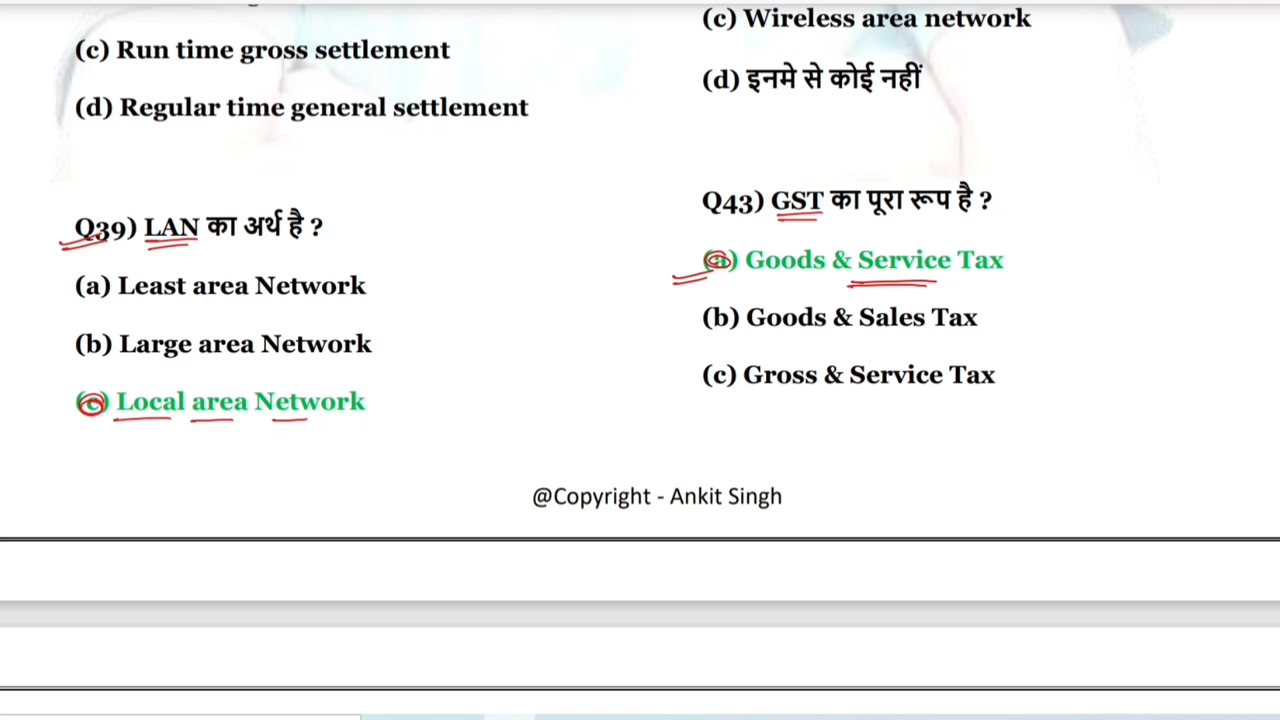 (c) Run time gross settlement
(d) Regular time general settlement
Q39) LAN का अर्थ है ?
(a) Least area Network
(b) Large area Network
(c) Local area Network
(c) Wireless area network
(d) इनमे से कोई नहीं
Q43) GST का पूरा रूप है ?
(a) Goods & Service Tax
(b) Goods & Sales Tax
(c) Gross & Service Tax
@Copyright - Ankit Singh